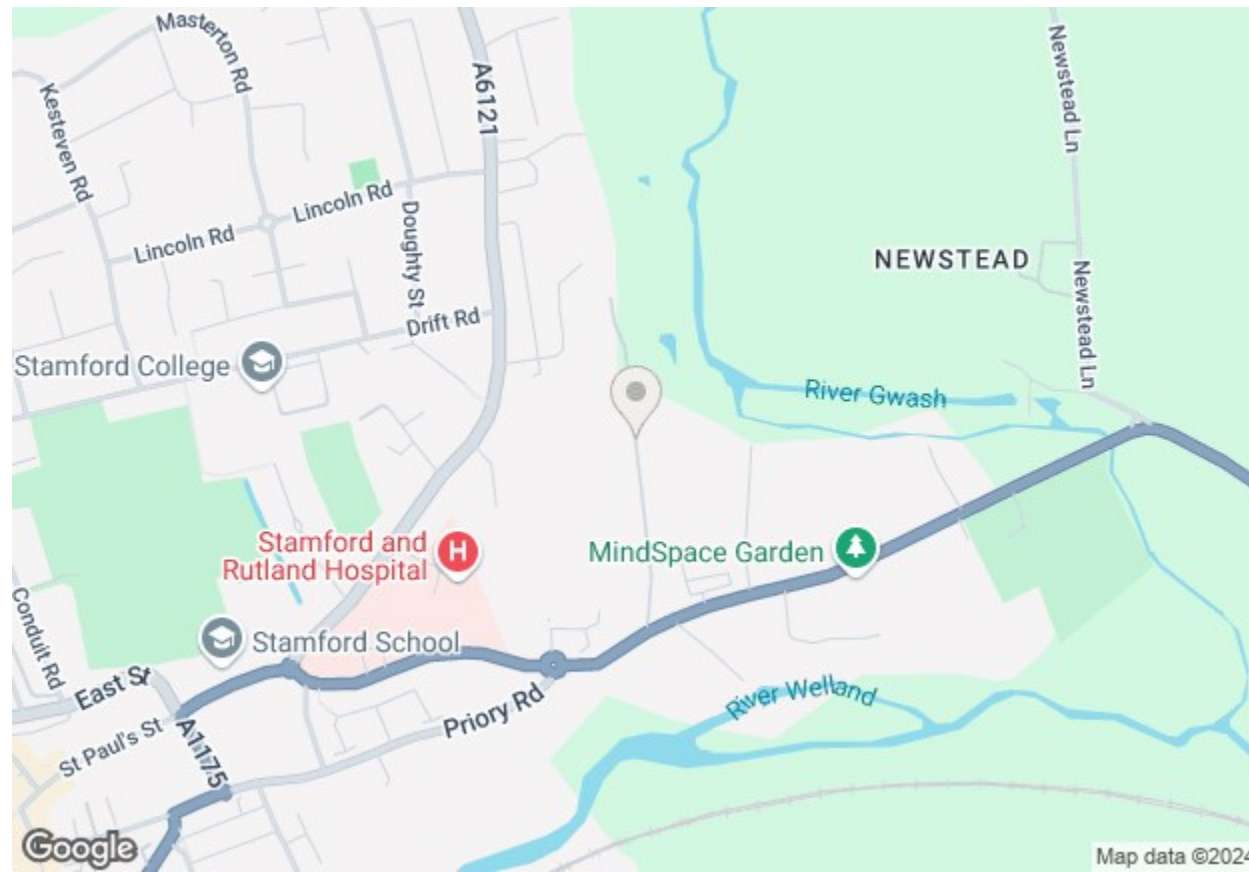 Masterton Rd
Kesteven Rd
A6121
Newstead Ln
Lincoln Rd
Lincoln Rd
Doughty St
NEWSTEAD
Newstead Ln
Drift Rd
Stamford College
River Gwash
Stamford and
Rutland Hospital
H
MindSpace Garden
Conduit Rd
Stamford School
East St
Priory Rd
River Welland
St Paul's St
A1175
Google
Map data ©2024